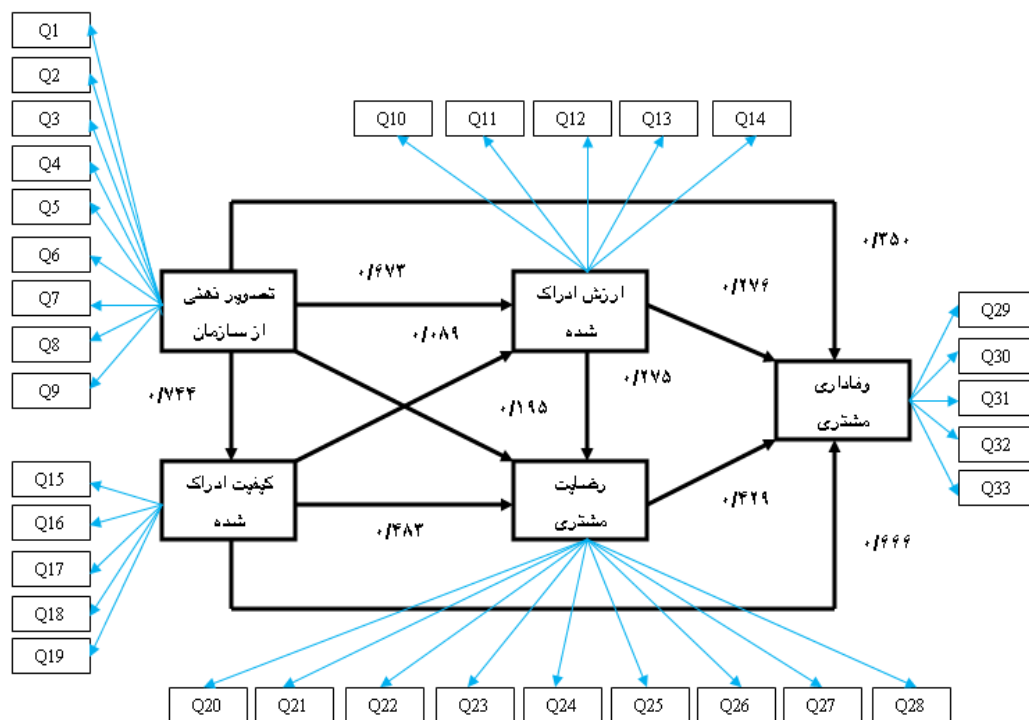 Q1
Q2
Q3
Q4
Q5
Q6
Q7
Q8
Q9
Q10
Q11
Q12
Q13
Q14
۰/۳۵۰
۰/۶۷۳
۰/۲۷۶
تصویر ذهنی
از سازمان
ارزش ادراک
شده
۰/۰۸۹
۰/۲۷۵
۰/۷۴۴
۰/۱۹۵
وفاداری
مشتری
Q29
Q30
Q31
Q32
Q33
Q15
Q16
Q17
Q18
Q19
کیفیت ادراک
شده
رضایت
مشتری
۰/۴۸۳
۰/۴۲۹
۰/۶۶۶
Q20
Q21
Q22
Q23
Q24
Q25
Q26
Q27
Q28